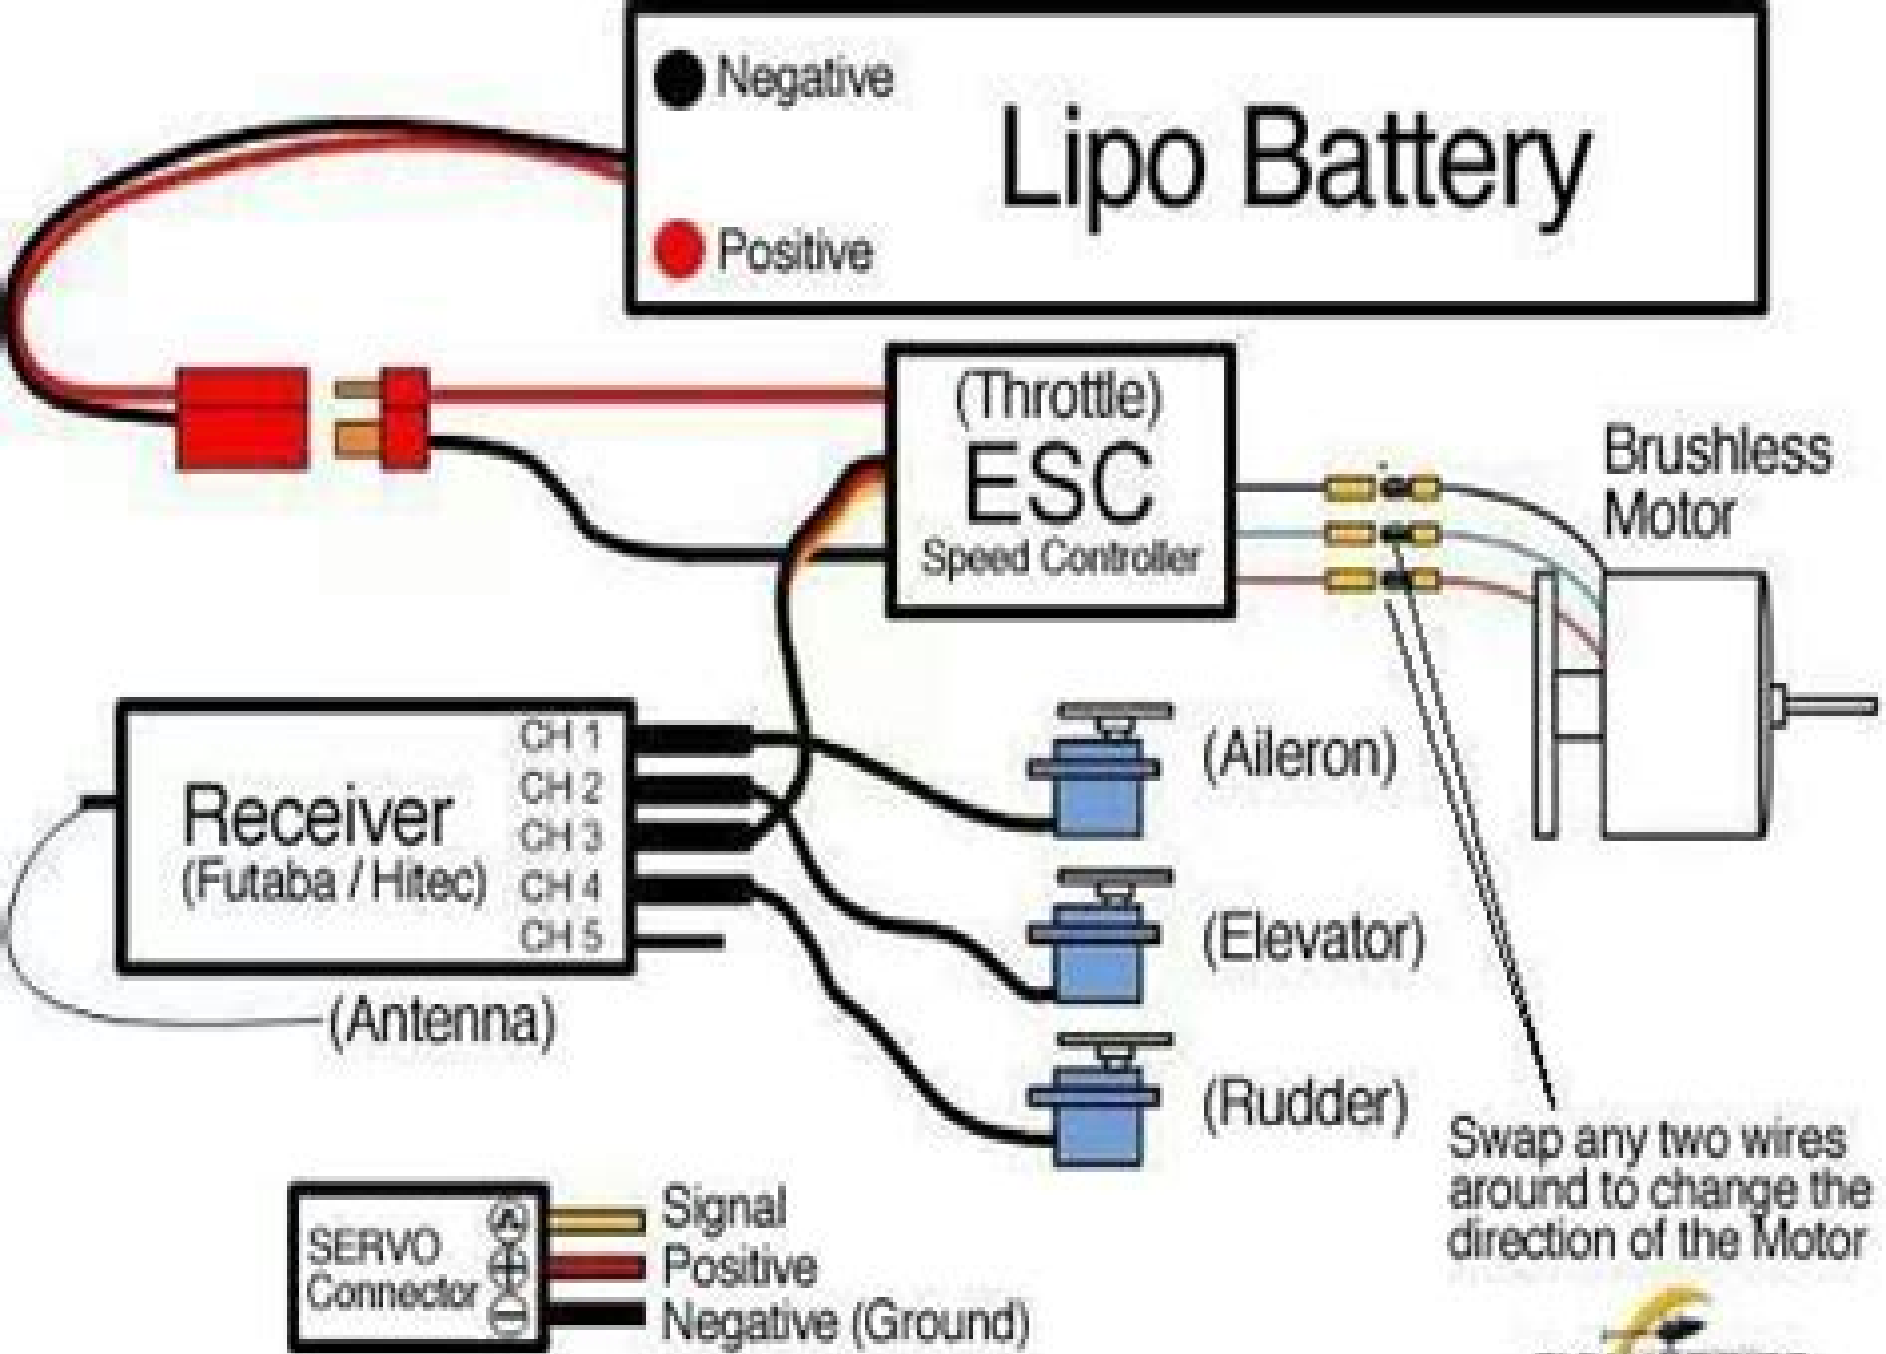 Negative
Lipo Battery
Positive
(Throttle)
ESC
Speed Controller
Brushless
Motor
Receiver
(Futaba / Hitec)
CH 1
CH 2
CH 3
CH 4
CH 5
(Antenna)
(Aileron)
(Elevator)
(Rudder)
Swap any two wires
around to change the
direction of the Motor
SERVO
Connector
Signal
Positive
Negative (Ground)